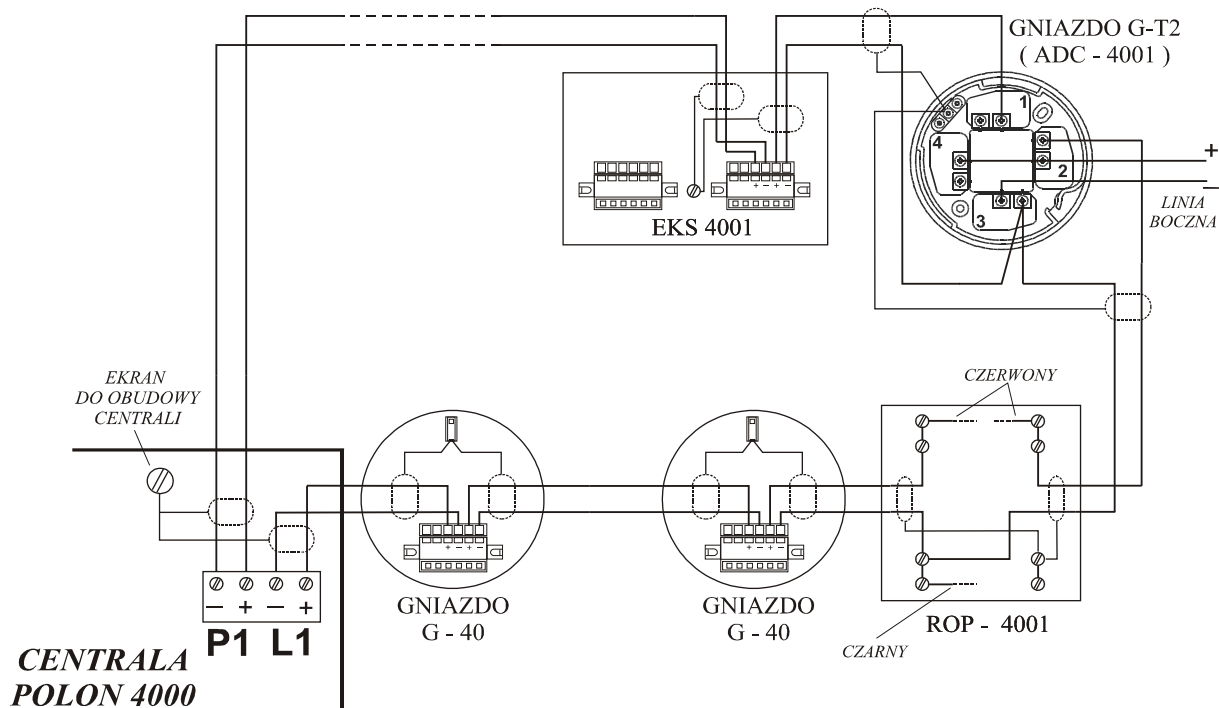 GNIAZDO G-T2
( ADC - 4001 )
1
4
2
3
+
−
LINIA
BOCZNA
+ − + −
EKS 4001
EKRAN
DO OBUDOWY
CENTRALI
CZERWONY
+ − + −
+ − + −
GNIAZDO
G - 40
GNIAZDO
G - 40
ROP - 4001
CZARNY
− + − +
P1 L1
CENTRALA
POLON 4000